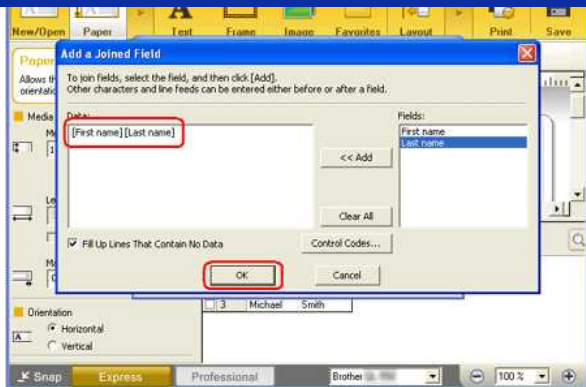 New/Open Paper Text Frame Image Favorites Layout Print Save
Add a Joined Field
To join fields, select the field, and then click [Add].
Other characters and line feeds can be entered either before or after a field.
Data:
Fields:
[First name][Last name]
First name
Last name
<< Add
Clear All
Fill Up Lines That Contain No Data
Control Codes...
OK
Cancel
3 Michael Smith
Orientation
Horizontal
Vertical
Snap Express Professional Brother 100 %